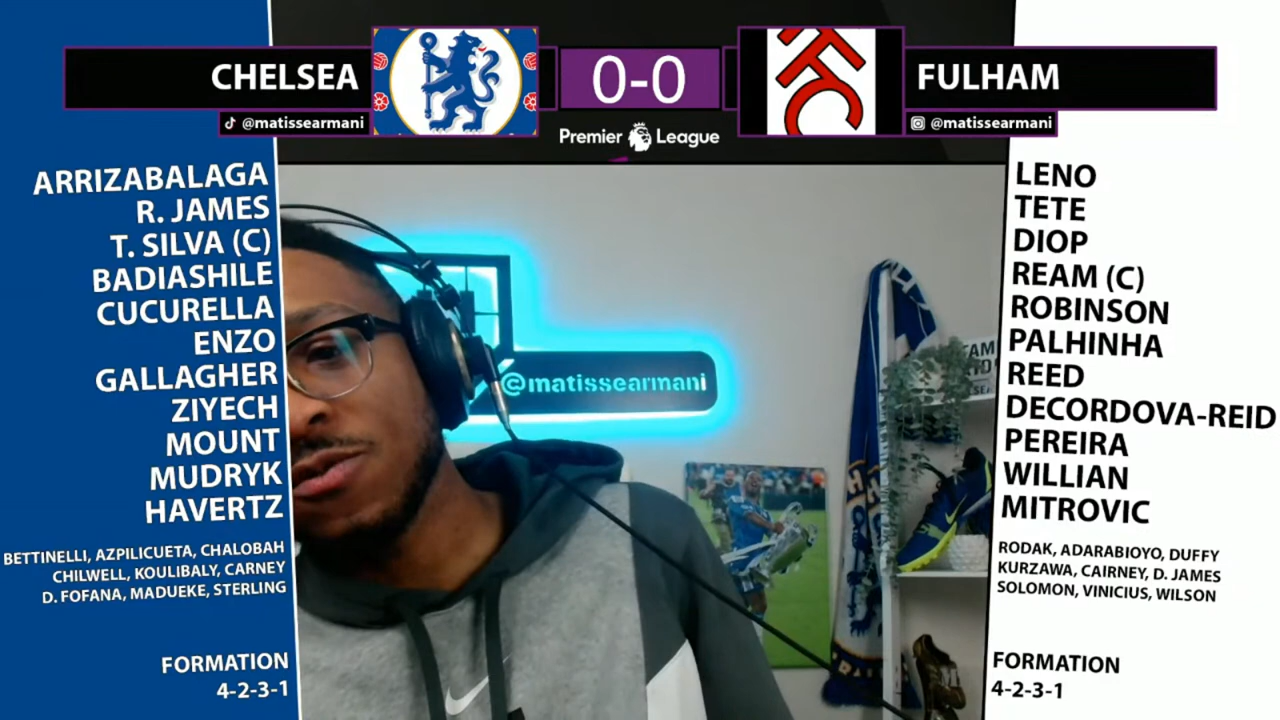 CHELSEA
0-0
FULHAM
@matissearmani
Premier League
@matissearmani
ARRIZABALAGA
R. JAMES
T. SILVA (C)
BADIASHILE
CUCURELLA
ENZO
GALLAGHER
ZIYECH
MOUNT
MUDRYK
HAVERTZ
BETTINELLI, AZPILICUETA, CHALOBAH
CHILWELL, KOULIBALY, CARNEY
D. FOFANA, MADUEKE, STERLING
FORMATION
4-2-3-1
@matissearmani
LENO
TETE
DIOP
REAM (C)
ROBINSON
PALHINHA
REED
DECORDOVA-REID
PEREIRA
WILLIAN
MITROVIC
RODAK, ADARABIOYO, DUFFY
KURZAWA, CAIRNEY, D. JAMES
SOLOMON, VINICIUS, WILSON
FORMATION
4-2-3-1